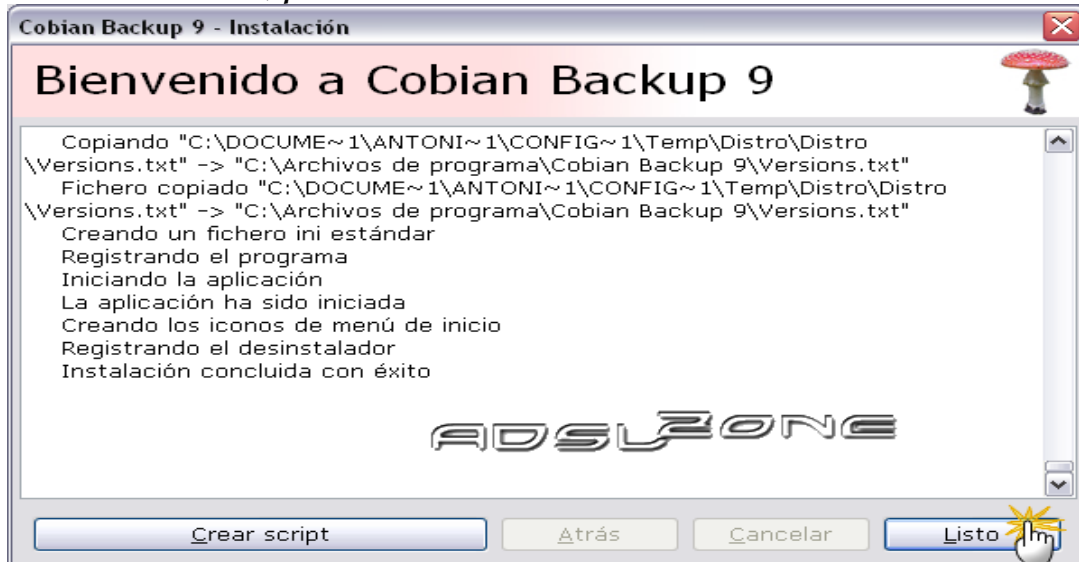 Cobian Backup 9 - Instalación
Bienvenido a Cobian Backup 9
Copiando "C:\DOCUME~1\ANTONI~1\CONFIG~1\Temp\Distro\Distro
\Versions.txt" -> "C:\Archivos de programa\Cobian Backup 9\Versions.txt"
Fichero copiado "C:\DOCUME~1\ANTONI~1\CONFIG~1\Temp\Distro\Distro
\Versions.txt" -> "C:\Archivos de programa\Cobian Backup 9\Versions.txt"
Creando un fichero ini estándar
Registrando el programa
Iniciando la aplicación
La aplicación ha sido iniciada
Creando los iconos de menú de inicio
Registrando el desinstalador
Instalación concluida con éxito
ADSLZONE
Crear script Atrás Cancelar Listo